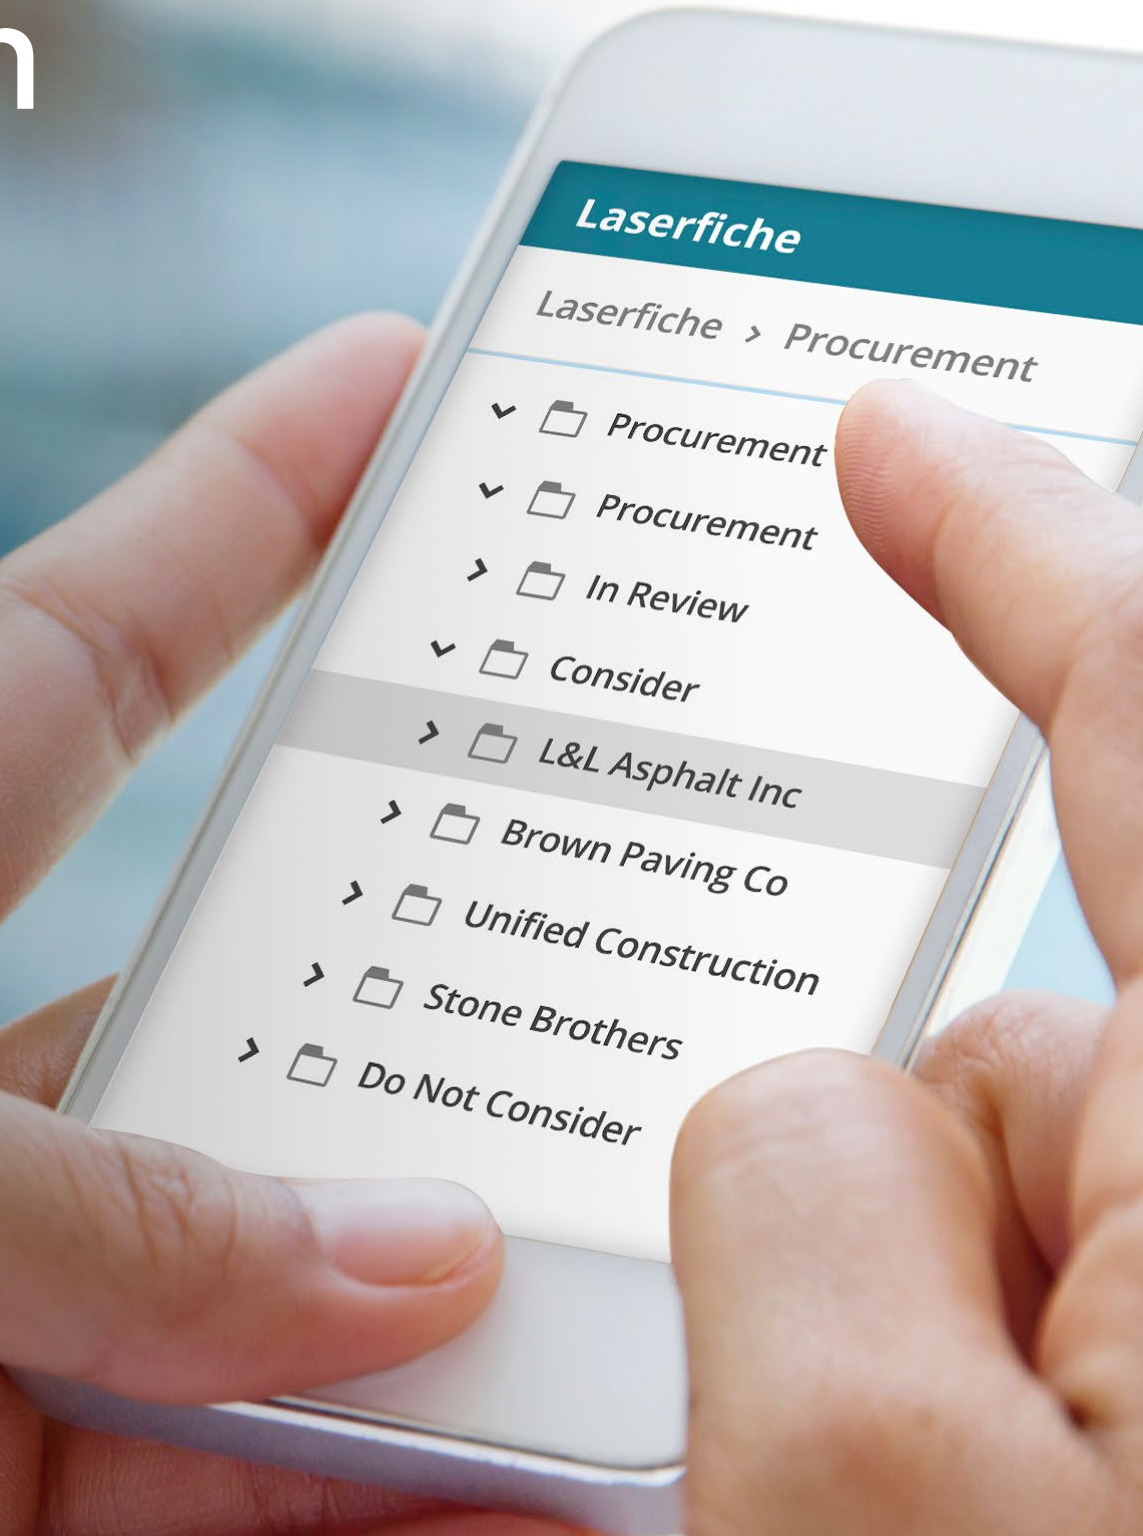 Laserfiche
Laserfiche > Procurement
Procurement
Procurement
In Review
Consider
L&L Asphalt Inc
Brown Paving Co
Unified Construction
Stone Brothers
Do Not Consider